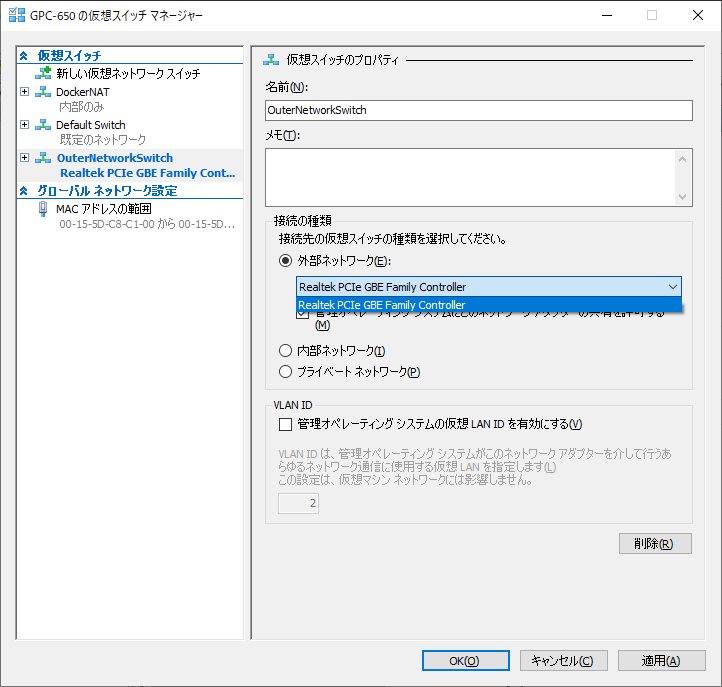 GPC-650 の仮想スイッチ マネージャー
仮想スイッチ
新しい仮想ネットワーク スイッチ
DockerNAT
内部のみ
Default Switch
既定のネットワーク
OuterNetworkSwitch
Realtek PCIe GBE Family Cont...
グローバル ネットワーク設定
MAC アドレスの範囲
00-15-5D-C8-C1-00 から 00-15-5D...
仮想スイッチのプロパティ
名前(N):
OuterNetworkSwitch
メモ(T):
接続の種類
接続先の仮想スイッチの種類を選択してください。
外部ネットワーク(E):
Realtek PCIe GBE Family Controller
Realtek PCIe GBE Family Controller
管理オペレーティング システムにこのネットワーク アダプターの共有を許可する
(M)
内部ネットワーク(I)
プライベート ネットワーク(P)
VLAN ID
管理オペレーティング システムの仮想 LAN ID を有効にする(V)
VLAN ID は、管理オペレーティング システムがこのネットワーク アダプターを介して行うあ
らゆるネットワーク通信に使用する仮想 LAN を指定します(L)
この設定は、仮想マシン ネットワークには影響しません。
2
削除(R)
OK(O)
キャンセル(C)
適用(A)